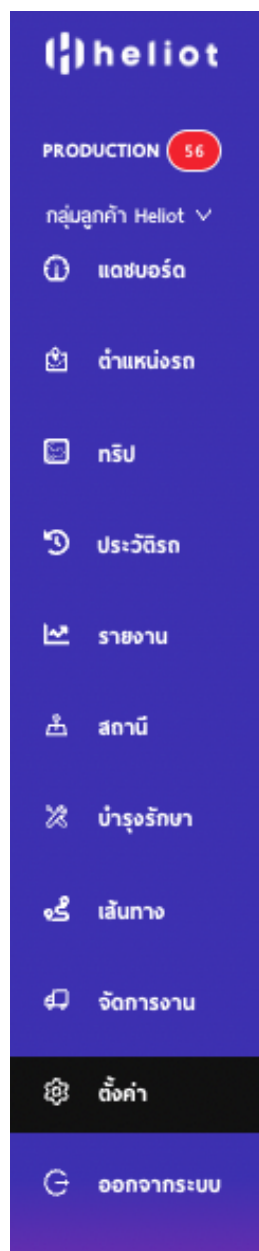 heliot
PRODUCTION 56
กลุ่มลูกค้า Heliot
แดชบอร์ด
ตำแหน่งรถ
ทริป
ประวัติรถ
รายงาน
สถานี
บำรุงรักษา
เส้นทาง
จัดการงาน
ตั้งค่า
ออกจากระบบ